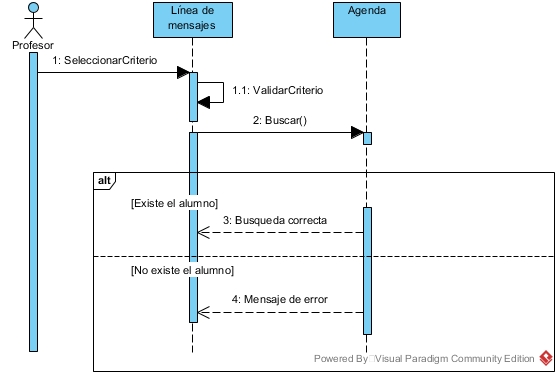 Línea de
mensajes
Agenda
Profesor
1: SeleccionarCriterio
1.1: ValidarCriterio
2: Buscar()
alt
[Existe el alumno]
3: Busqueda correcta
[No existe el alumno]
4: Mensaje de error
Powered By Visual Paradigm Community Edition